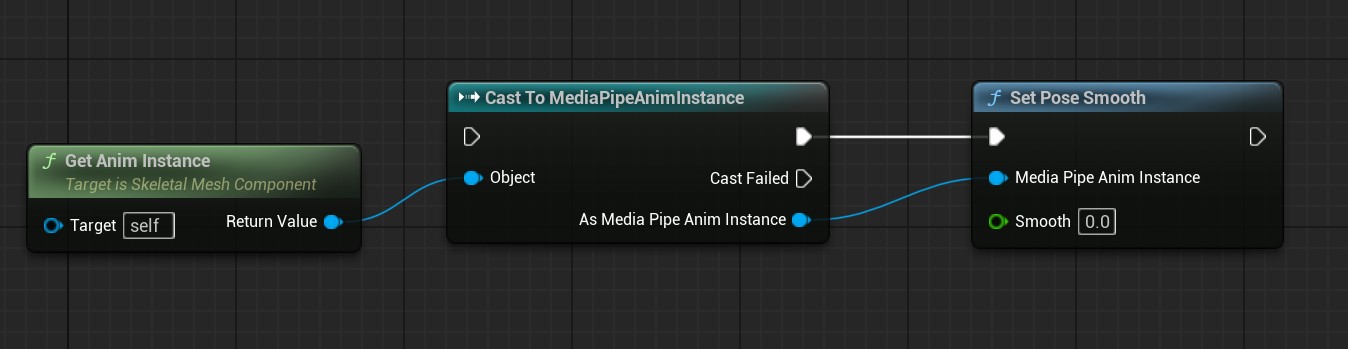 Get Anim Instance
Target is Skeletal Mesh Component
Target self
Return Value
Cast To MediaPipeAnimInstance
Object
Cast Failed
As Media Pipe Anim Instance
Set Pose Smooth
Media Pipe Anim Instance
Smooth 0.0